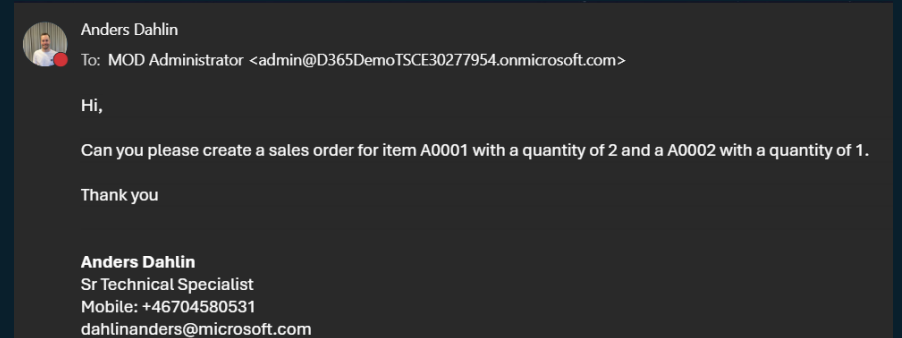 Anders Dahlin
To: MOD Administrator <admin@D365DemoTSCE30277954.onmicrosoft.com>
Hi,
Can you please create a sales order for item A0001 with a quantity of 2 and a A0002 with a quantity of 1.
Thank you
Anders Dahlin
Sr Technical Specialist
Mobile: +46704580531
dahlinanders@microsoft.com